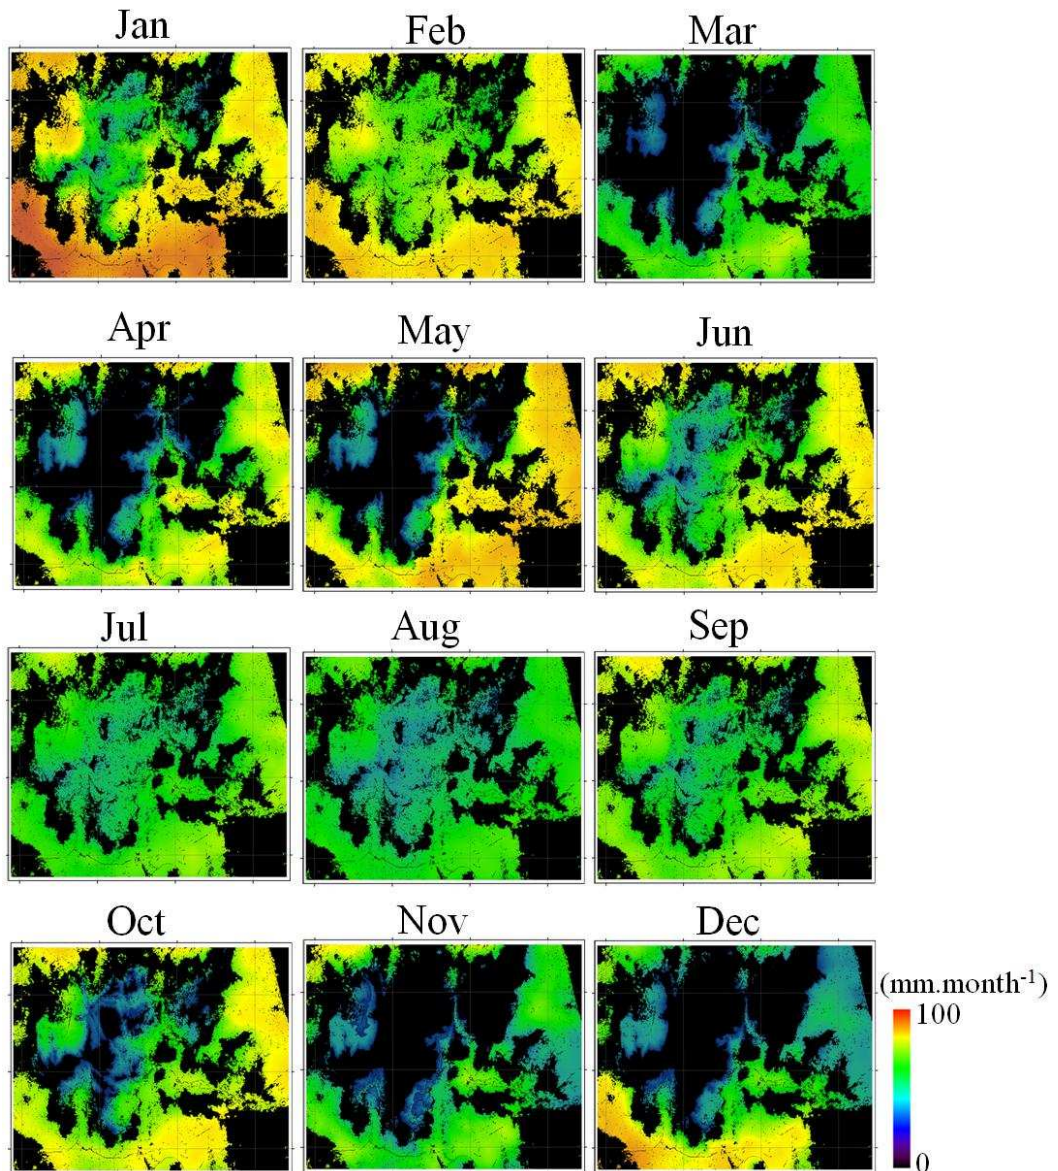 Jan Feb Mar
Apr May Jun
Jul Aug Sep
Oct Nov Dec
(mm.month⁻¹)
100
0